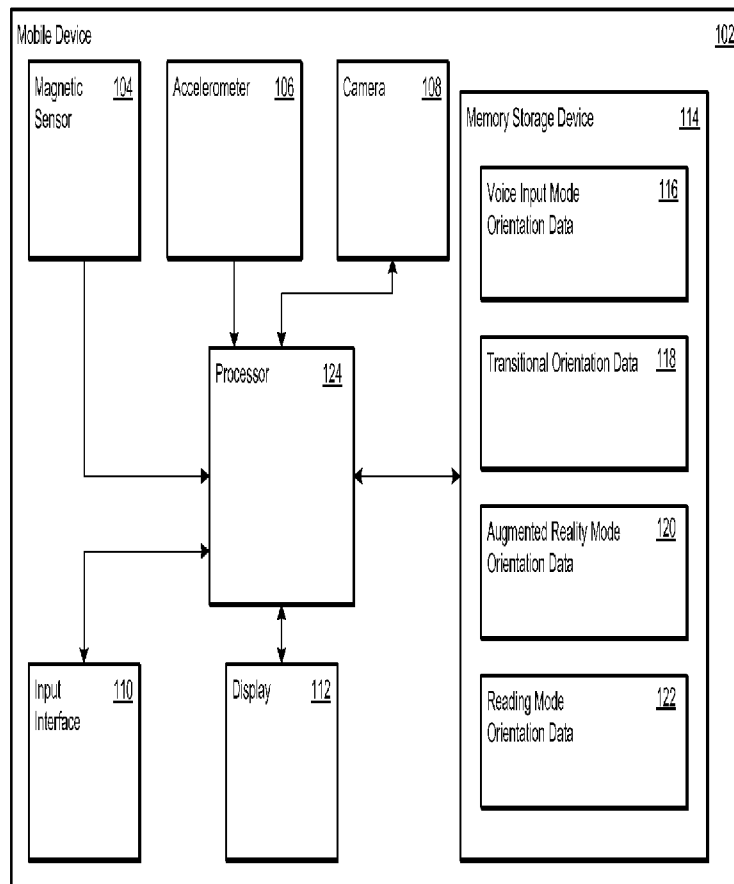 Mobile Device 102
Magnetic 104
Sensor
Accelerometer 106
Camera 108
Memory Storage Device 114
Voice Input Mode 116
Orientation Data
Transitional Orientation Data 118
Augmented Reality Mode 120
Orientation Data
Reading Mode 122
Orientation Data
Processor 124
Input 110
Interface
Display 112